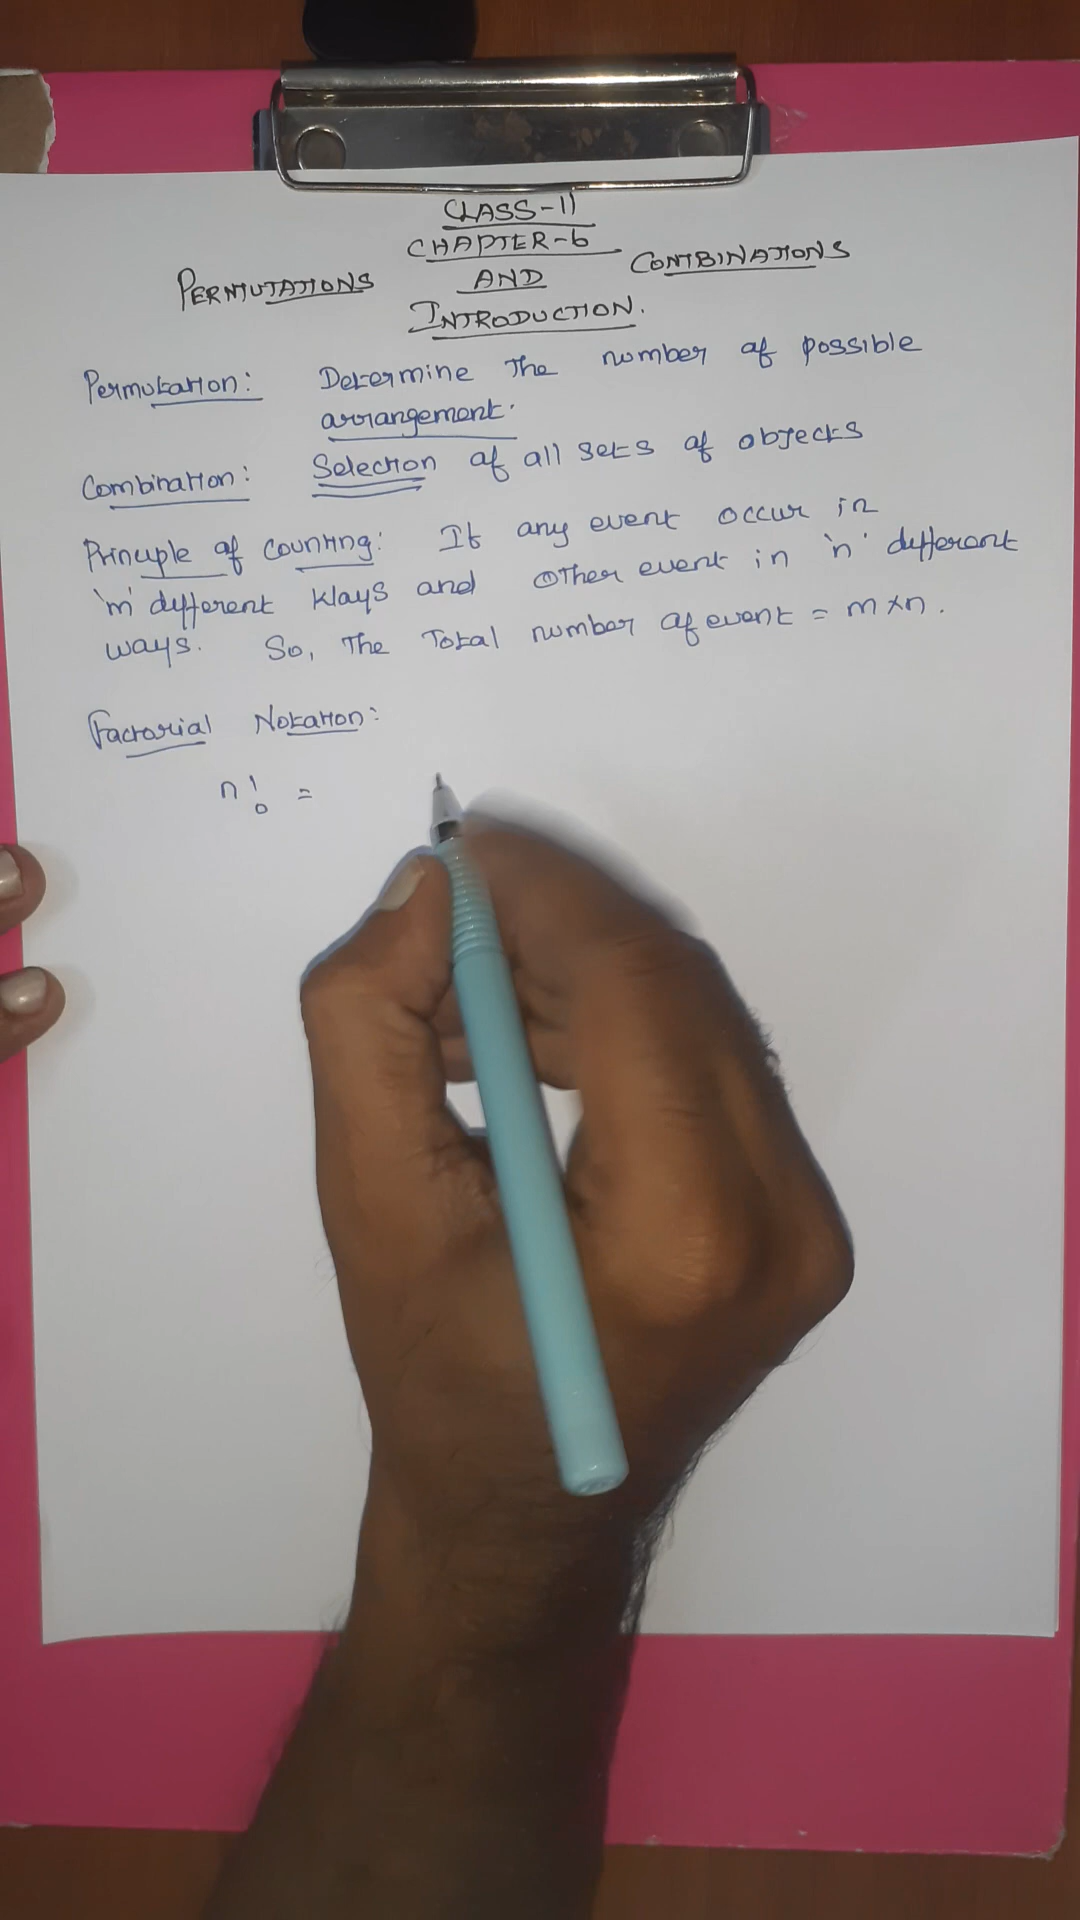 CLASS-11
CHAPTER-6
PERMUTATIONS AND COMBINATIONS
INTRODUCTION.
Permutation: Determine the number of possible
arrangement.
Combination: Selection of all sets of objects
Principle of counting: If any event occur in
'm' different ways and other event in 'n' different
ways. So, the Total number of event = m×n.
Factorial Notation:
n! =